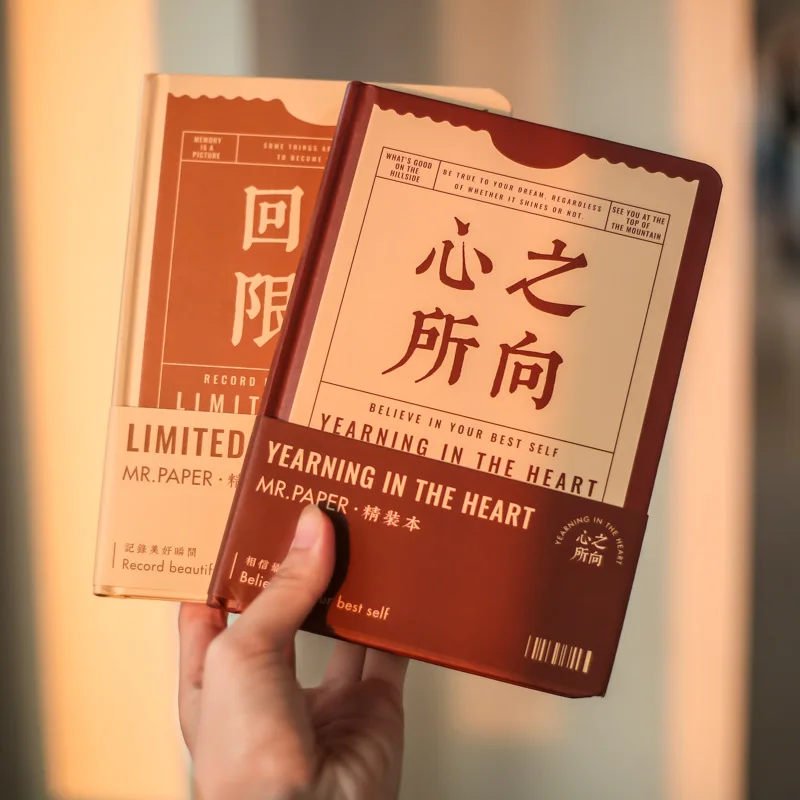 MEMORY
IS A
PICTURE
SOME THINGS
TO BECOME
回
限
RECORD
LIMIT
LIMITED
MR.PAPER · 精
記錄美好瞬間
Record beautif
WHAT'S GOOD
ON THE
HILLSIDE
BE TRUE TO YOUR DREAM, REGARDLESS
OF WHETHER IT SHINES OR NOT.
SEE YOU AT THE
TOP OF
THE MOUNTAIN
心之
所向
BELIEVE IN YOUR BEST SELF
YEARNING IN THE HEART
YEARNING IN THE HEART
MR.PAPER · 精裝本
相信
Belie ur best self
YEARNING IN THE HEART
心之
所向